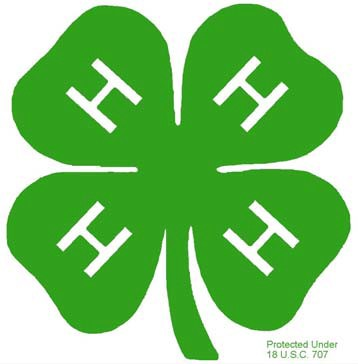 H H
H H
Protected Under
18 U.S.C. 707